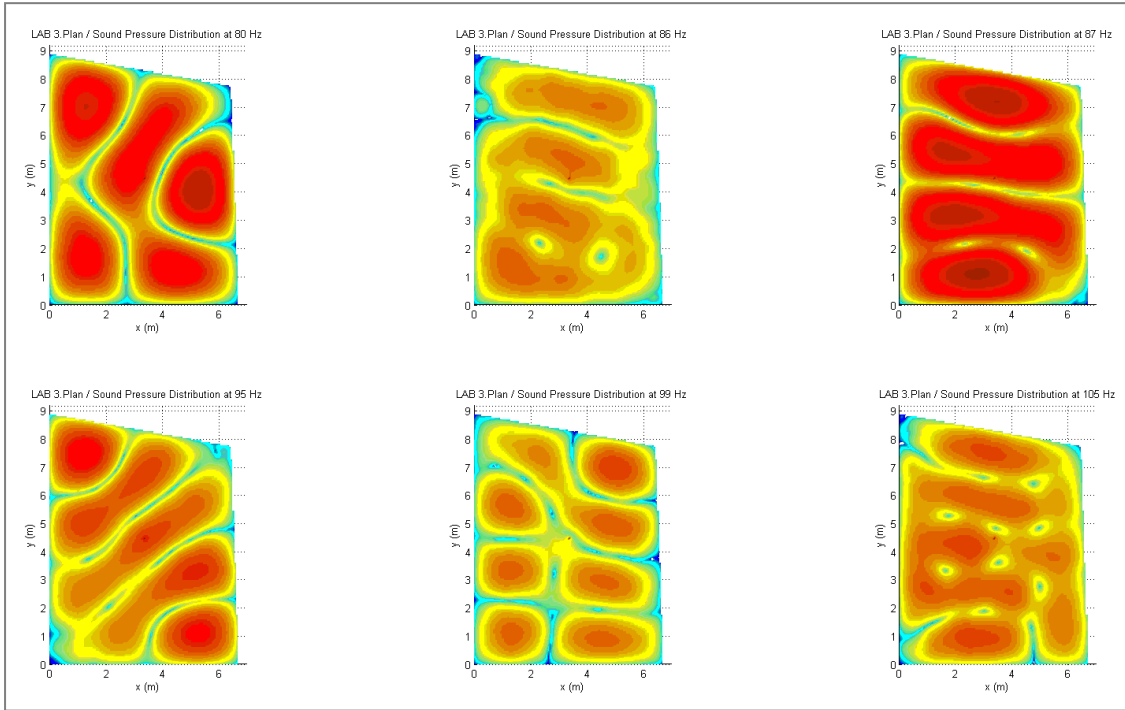 LAB 3.Plan / Sound Pressure Distribution at 80 Hz
9
8
7
6
5
4
3
2
1
0
y (m)
0 2 4 6
x (m)
LAB 3.Plan / Sound Pressure Distribution at 86 Hz
9
8
7
6
5
4
3
2
1
0
y (m)
0 2 4 6
x (m)
LAB 3.Plan / Sound Pressure Distribution at 87 Hz
9
8
7
6
5
4
3
2
1
0
y (m)
0 2 4 6
x (m)
LAB 3.Plan / Sound Pressure Distribution at 95 Hz
9
8
7
6
5
4
3
2
1
0
y (m)
0 2 4 6
x (m)
LAB 3.Plan / Sound Pressure Distribution at 99 Hz
9
8
7
6
5
4
3
2
1
0
y (m)
0 2 4 6
x (m)
LAB 3.Plan / Sound Pressure Distribution at 105 Hz
9
8
7
6
5
4
3
2
1
0
y (m)
0 2 4 6
x (m)